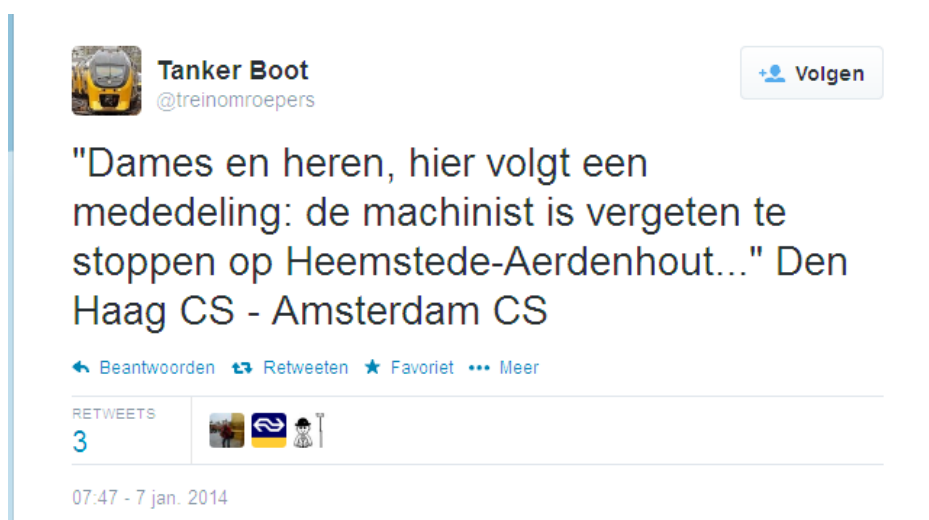 Tanker Boot
@treinomroepers
Volgen
"Dames en heren, hier volgt een
mededeling: de machinist is vergeten te
stoppen op Heemstede-Aerdenhout..." Den
Haag CS - Amsterdam CS
Beantwoorden Retweeten Favoriet Meer
RETWEETS
3
07:47 - 7 jan. 2014